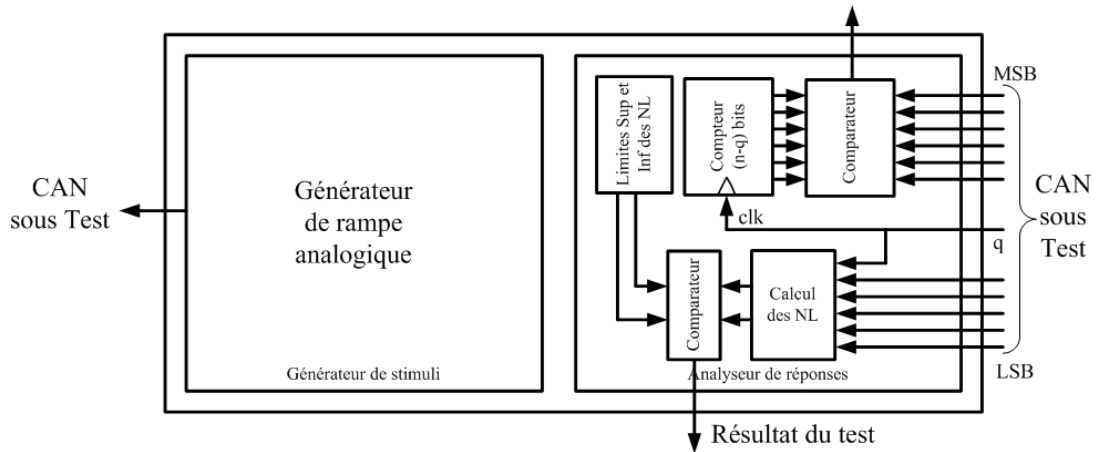 CAN
sous Test
Générateur
de rampe
analogique
Générateur de stimuli
Limites Sup et
Inf des NL
Compteur
(n-q) bits
Comparateur
clk
Comparateur
Calcul
des NL
Analyseur de réponses
MSB
q
LSB
CAN
sous
Test
Résultat du test